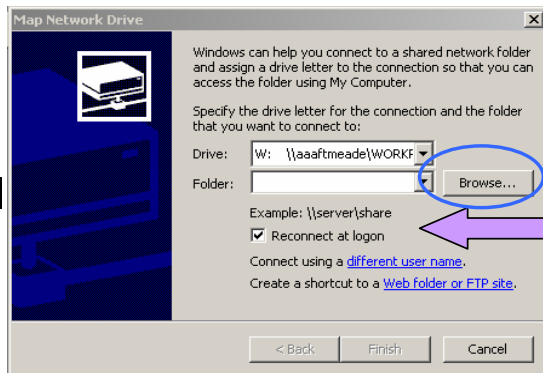 Map Network Drive
Windows can help you connect to a shared network folder
and assign a drive letter to the connection so that you can
access the folder using My Computer.
Specify the drive letter for the connection and the folder
that you want to connect to:
Drive: W: \\aaaftmeade\WORKF
Folder: Browse...
Example: \\server\share
Reconnect at logon
Connect using a different user name.
Create a shortcut to a Web folder or FTP site.
< Back Finish Cancel